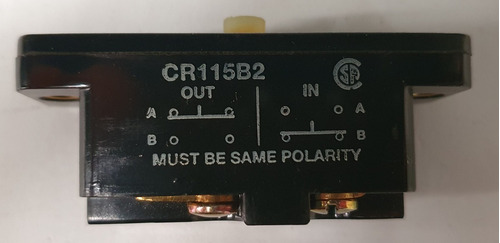 CR115B2
OUT IN
A A
B B
MUST BE SAME POLARITY